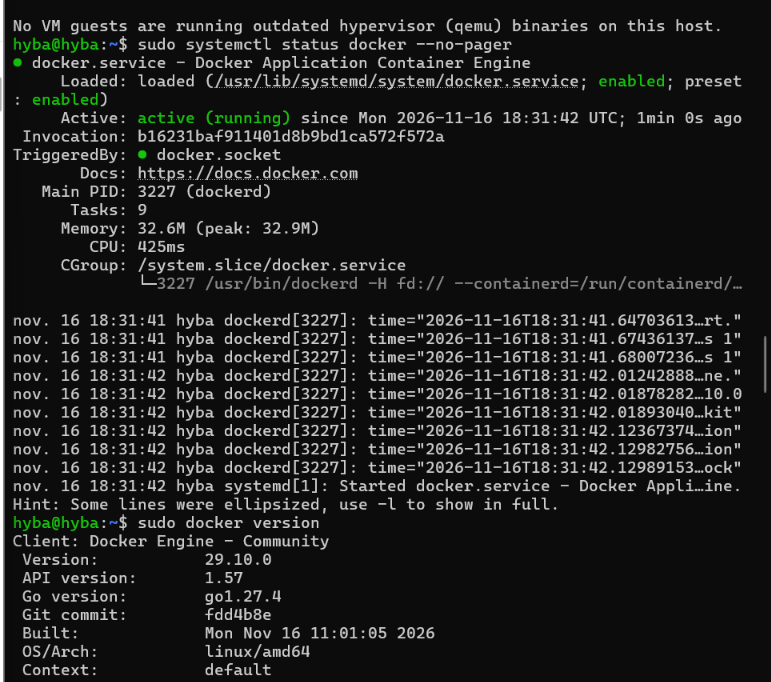 No VM guests are running outdated hypervisor (qemu) binaries on this host.
hyba@hyba:~$ sudo systemctl status docker --no-pager
● docker.service - Docker Application Container Engine
     Loaded: loaded (/usr/lib/systemd/system/docker.service; enabled; preset
: enabled)
     Active: active (running) since Mon 2026-11-16 18:31:42 UTC; 1min 0s ago
 Invocation: b16231baf911401d8b9bd1ca572f572a
TriggeredBy: ● docker.socket
       Docs: https://docs.docker.com
   Main PID: 3227 (dockerd)
      Tasks: 9
     Memory: 32.6M (peak: 32.9M)
        CPU: 425ms
     CGroup: /system.slice/docker.service
             └─3227 /usr/bin/dockerd -H fd:// --containerd=/run/containerd/…
nov. 16 18:31:41 hyba dockerd[3227]: time="2026-11-16T18:31:41.64703613…rt."
nov. 16 18:31:41 hyba dockerd[3227]: time="2026-11-16T18:31:41.67436137…s 1"
nov. 16 18:31:41 hyba dockerd[3227]: time="2026-11-16T18:31:41.68007236…s 1"
nov. 16 18:31:42 hyba dockerd[3227]: time="2026-11-16T18:31:42.01242888…ne."
nov. 16 18:31:42 hyba dockerd[3227]: time="2026-11-16T18:31:42.01878282…10.0
nov. 16 18:31:42 hyba dockerd[3227]: time="2026-11-16T18:31:42.01893040…kit"
nov. 16 18:31:42 hyba dockerd[3227]: time="2026-11-16T18:31:42.12367374…ion"
nov. 16 18:31:42 hyba dockerd[3227]: time="2026-11-16T18:31:42.12982756…ion"
nov. 16 18:31:42 hyba dockerd[3227]: time="2026-11-16T18:31:42.12989153…ock"
nov. 16 18:31:42 hyba systemd[1]: Started docker.service - Docker Appli…ine.
Hint: Some lines were ellipsized, use -l to show in full.
hyba@hyba:~$ sudo docker version
Client: Docker Engine - Community
 Version:           29.10.0
 API version:       1.57
 Go version:        go1.27.4
 Git commit:        fdd4b8e
 Built:             Mon Nov 16 11:01:05 2026
 OS/Arch:           linux/amd64
 Context:           default